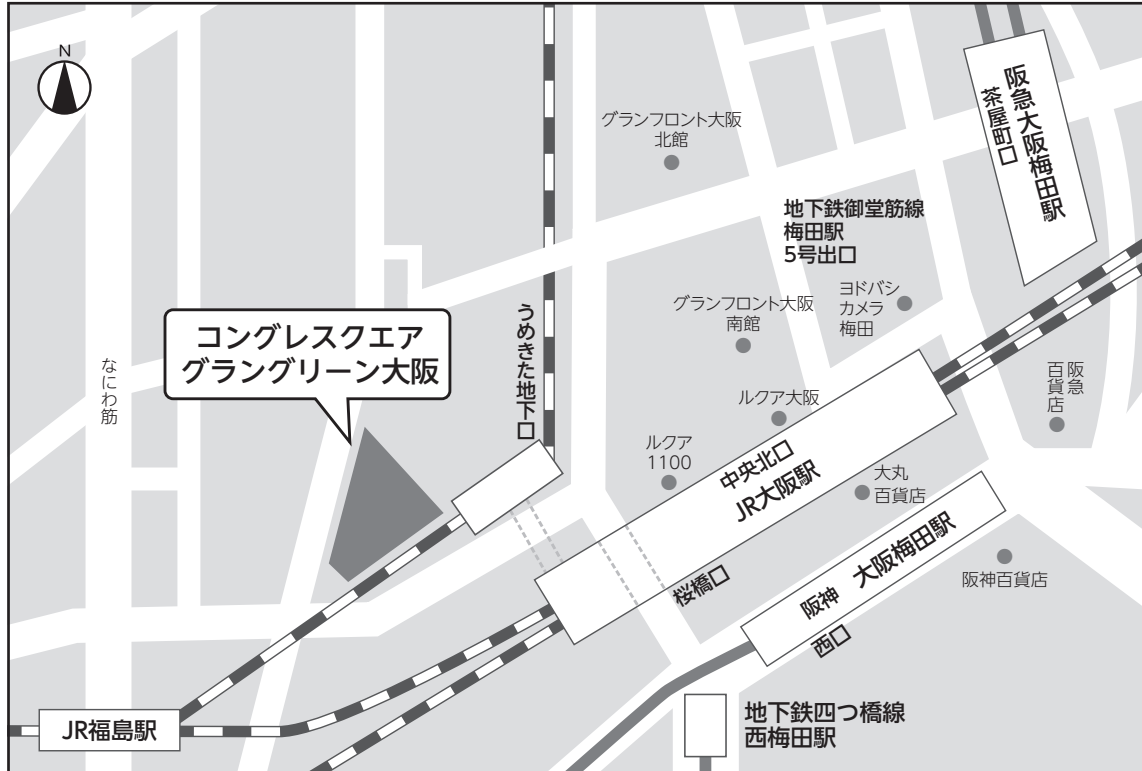 N
阪急大阪梅田駅
茶屋町口
グランフロント大阪
北館
地下鉄御堂筋線
梅田駅
5号出口
ヨドバシ
カメラ
梅田
グランフロント大阪
南館
うめきた地下口
コングレスクエア
グラングリーン大阪
なにわ筋
ルクア大阪
阪急
百貨店
ルクア
1100
中央北口
JR大阪駅
大丸
百貨店
桜橋口
阪神 大阪梅田駅
西口
阪神百貨店
JR福島駅
地下鉄四つ橋線
西梅田駅